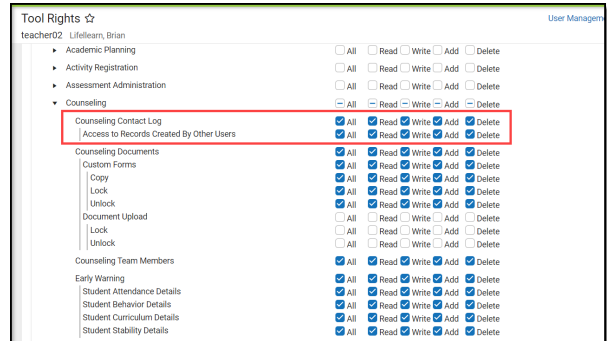 Tool Rights ☆ User Managem
teacher02 Lifellearn, Brian
Academic Planning All Read Write Add Delete
Activity Registration All Read Write Add Delete
Assessment Administration All Read Write Add Delete
Counseling All Read Write Add Delete
Counseling Contact Log All Read Write Add Delete
Access to Records Created By Other Users All Read Write Add Delete
Counseling Documents All Read Write Add Delete
Custom Forms All Read Write Add Delete
Copy All Read Write Add Delete
Lock All Read Write Add Delete
Unlock All Read Write Add Delete
Document Upload All Read Write Add Delete
Lock All Read Write Add Delete
Unlock All Read Write Add Delete
Counseling Team Members All Read Write Add Delete
Early Warning All Read Write Add Delete
Student Attendance Details All Read Write Add Delete
Student Behavior Details All Read Write Add Delete
Student Curriculum Details All Read Write Add Delete
Student Stability Details All Read Write Add Delete